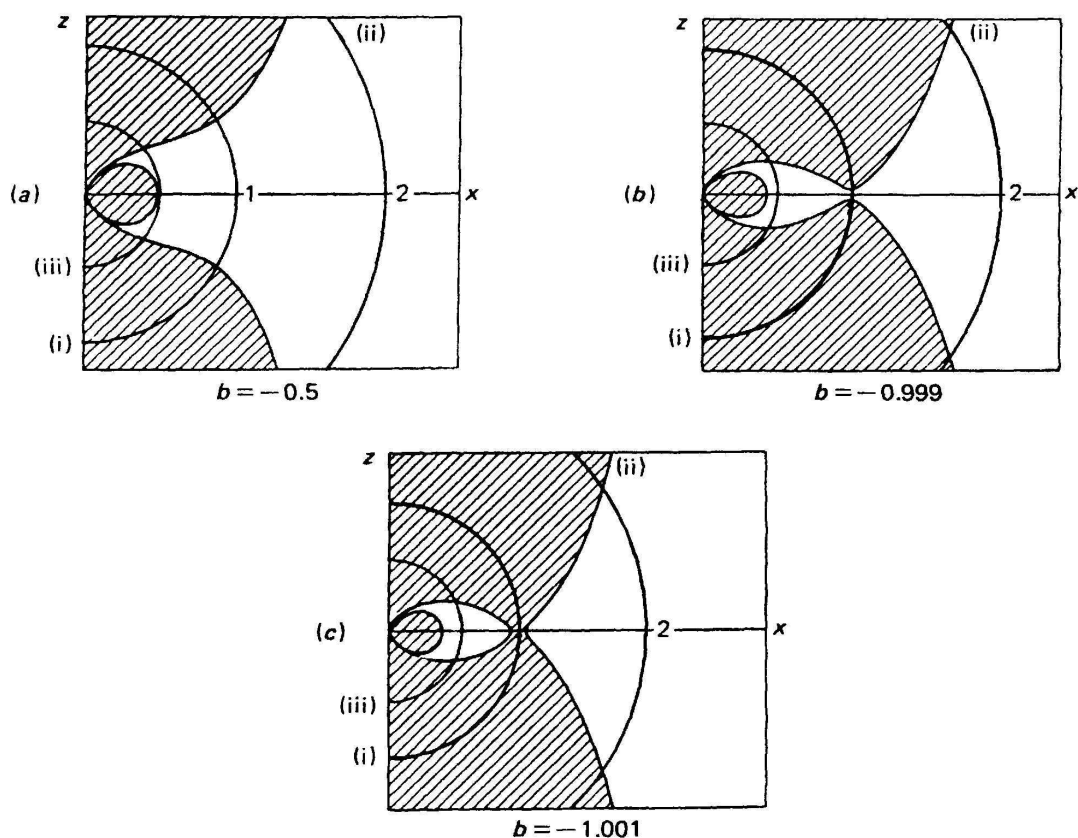 z
(ii)
(a)
1
2
x
(iii)
(i)
b = −0.5
z
(ii)
(b)
2
x
(iii)
(i)
b = −0.999
z
(ii)
(c)
2
x
(iii)
(i)
b = −1.001